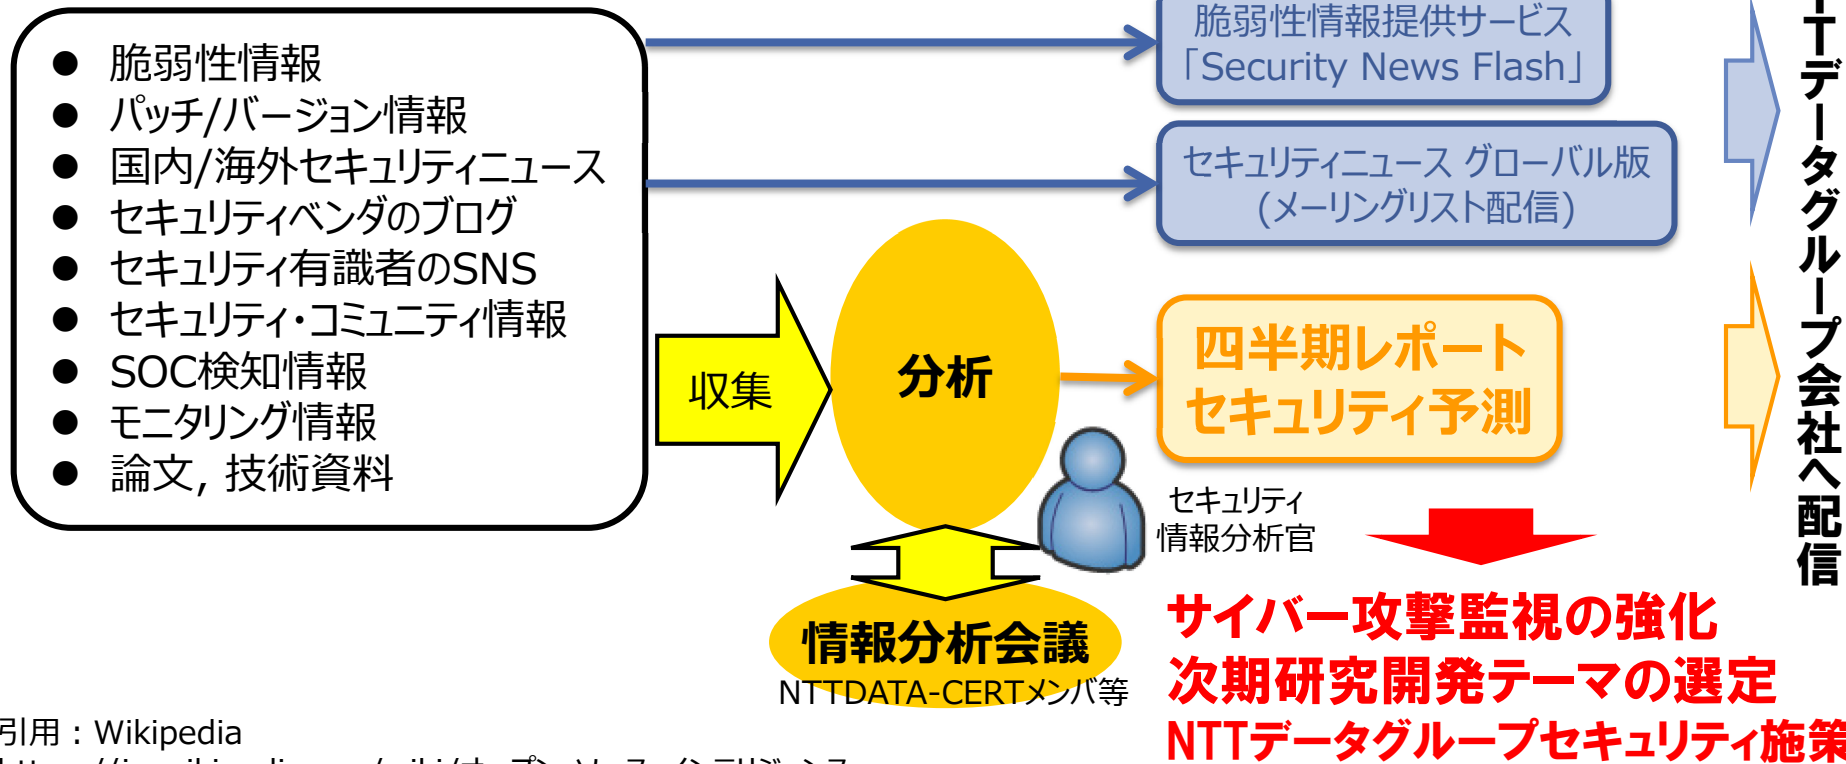 ● 脆弱性情報
● パッチ/バージョン情報
● 国内/海外セキュリティニュース
● セキュリティベンダのブログ
● セキュリティ有識者のSNS
● セキュリティ・コミュニティ情報
● SOC検知情報
● モニタリング情報
● 論文, 技術資料
収集
分析
脆弱性情報提供サービス
「Security News Flash」
セキュリティニュース グローバル版
(メーリングリスト配信)
四半期レポート
セキュリティ予測
セキュリティ
情報分析官
情報分析会議
NTTDATA-CERTメンバ等
サイバー攻撃監視の強化
次期研究開発テーマの選定
NTTデータグループセキュリティ施策
TTデータグループ会社へ配信
引用：Wikipedia